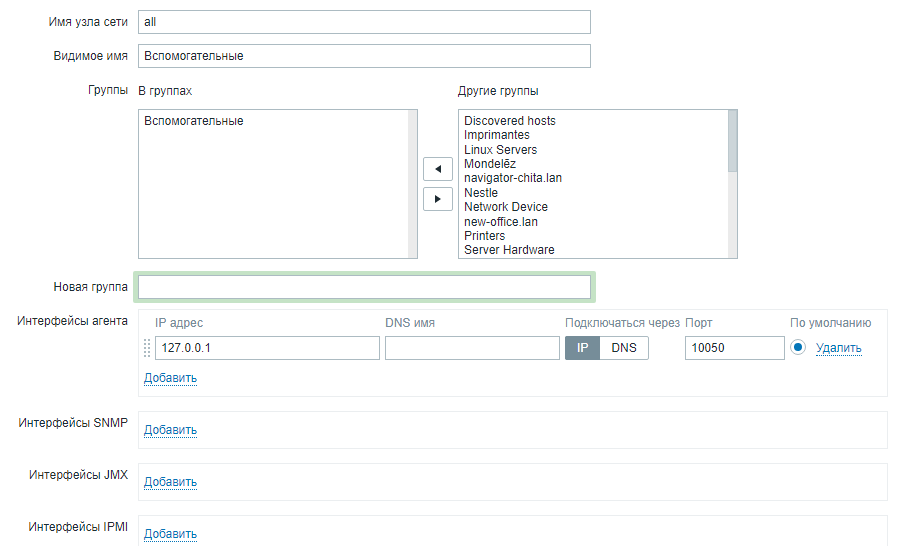 Имя узла сети all
Видимое имя Вспомогательные
Группы В группах Другие группы
Вспомогательные
Discovered hosts
Imprimantes
Linux Servers
Mondelēz
navigator-chita.lan
Nestle
Network Device
new-office.lan
Printers
Server Hardware
Новая группа
Интерфейсы агента IP адрес DNS имя Подключаться через Порт По умолчанию
127.0.0.1 IP DNS 10050 Удалить
Добавить
Интерфейсы SNMP Добавить
Интерфейсы JMX Добавить
Интерфейсы IPMI Добавить